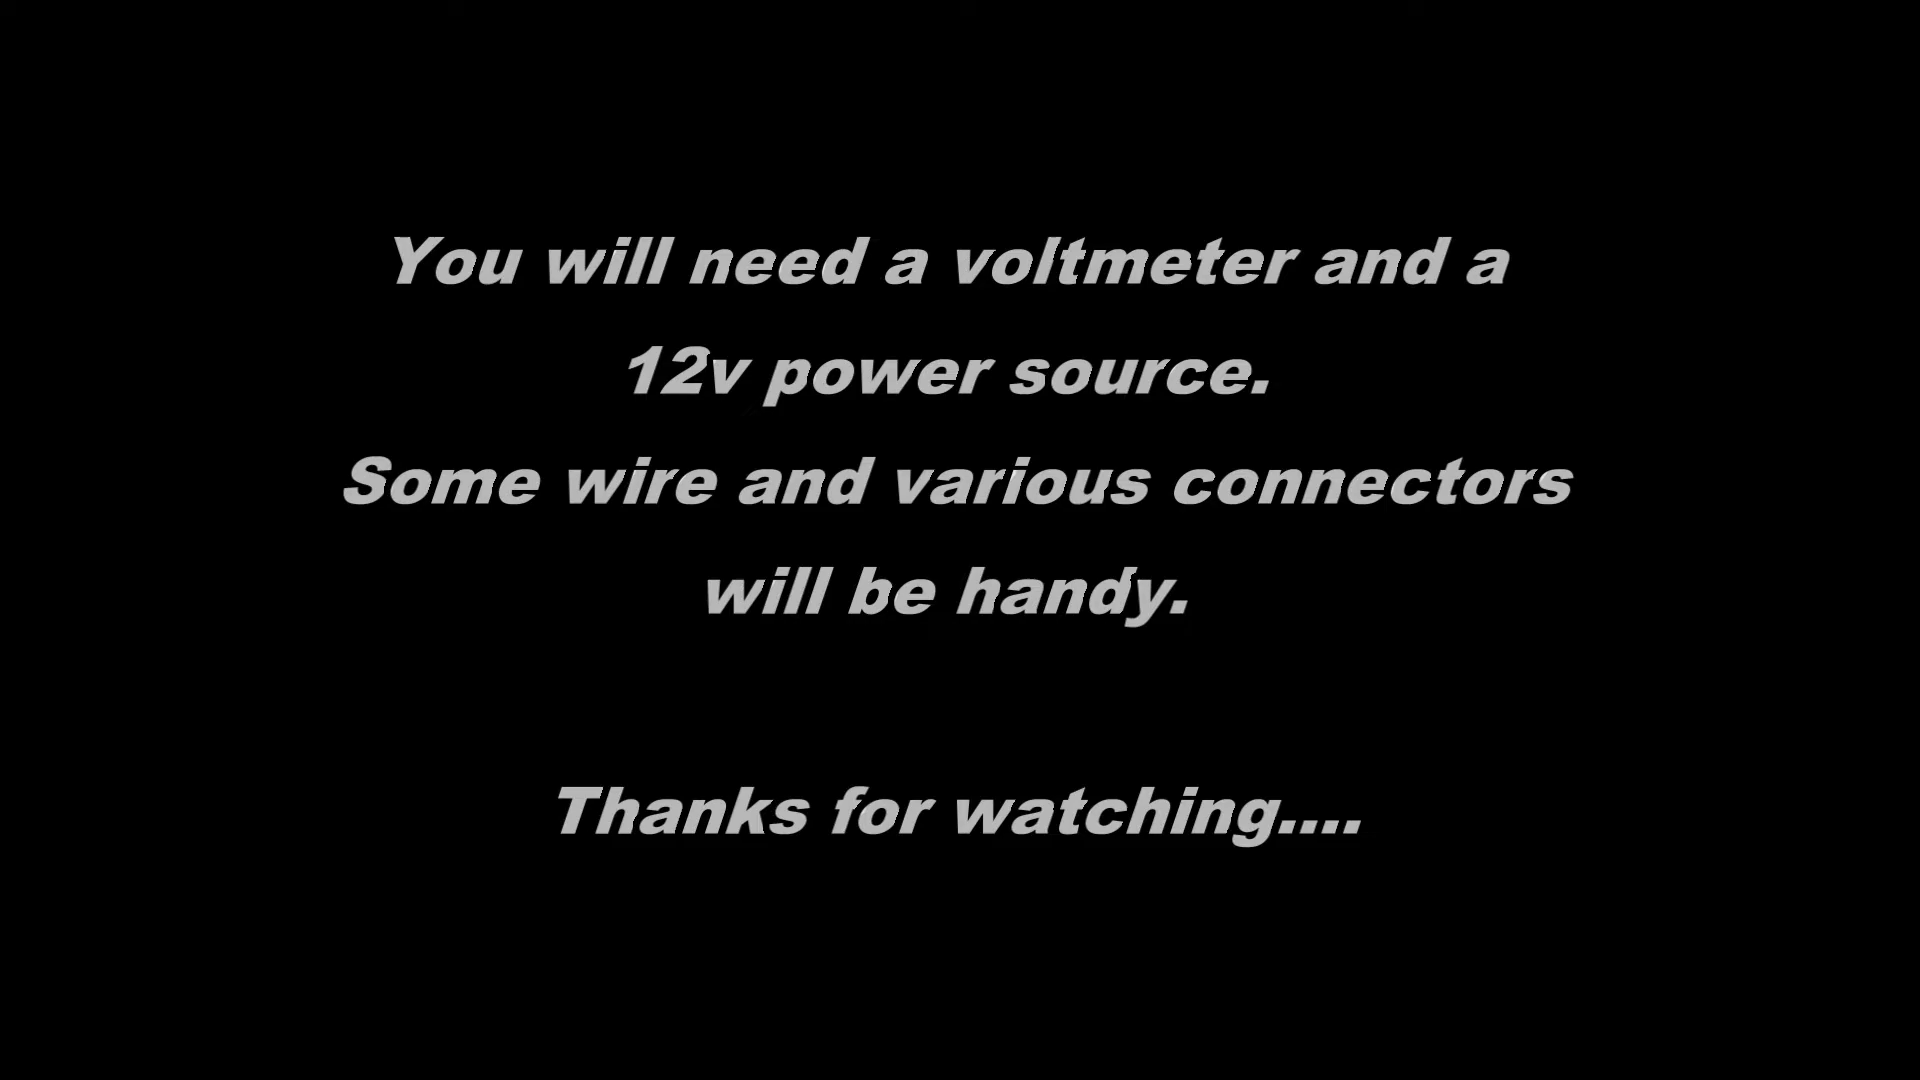 You will need a voltmeter and a
12v power source.
Some wire and various connectors
will be handy.
Thanks for watching....